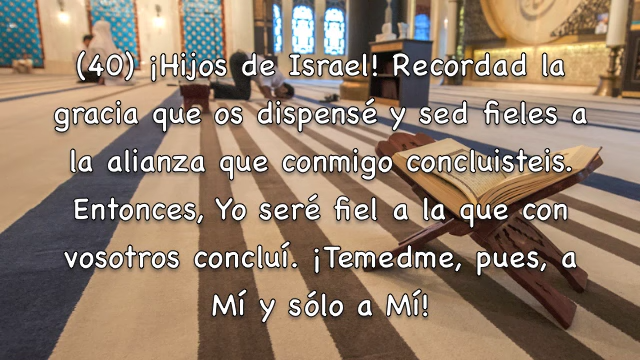 (40) ¡Hijos de Israel! Recordad la
gracia que os dispensé y sed fieles a
la alianza que conmigo concluisteis.
Entonces, Yo seré fiel a la que con
vosotros concluí. ¡Temedme, pues, a
Mí y sólo a Mí!